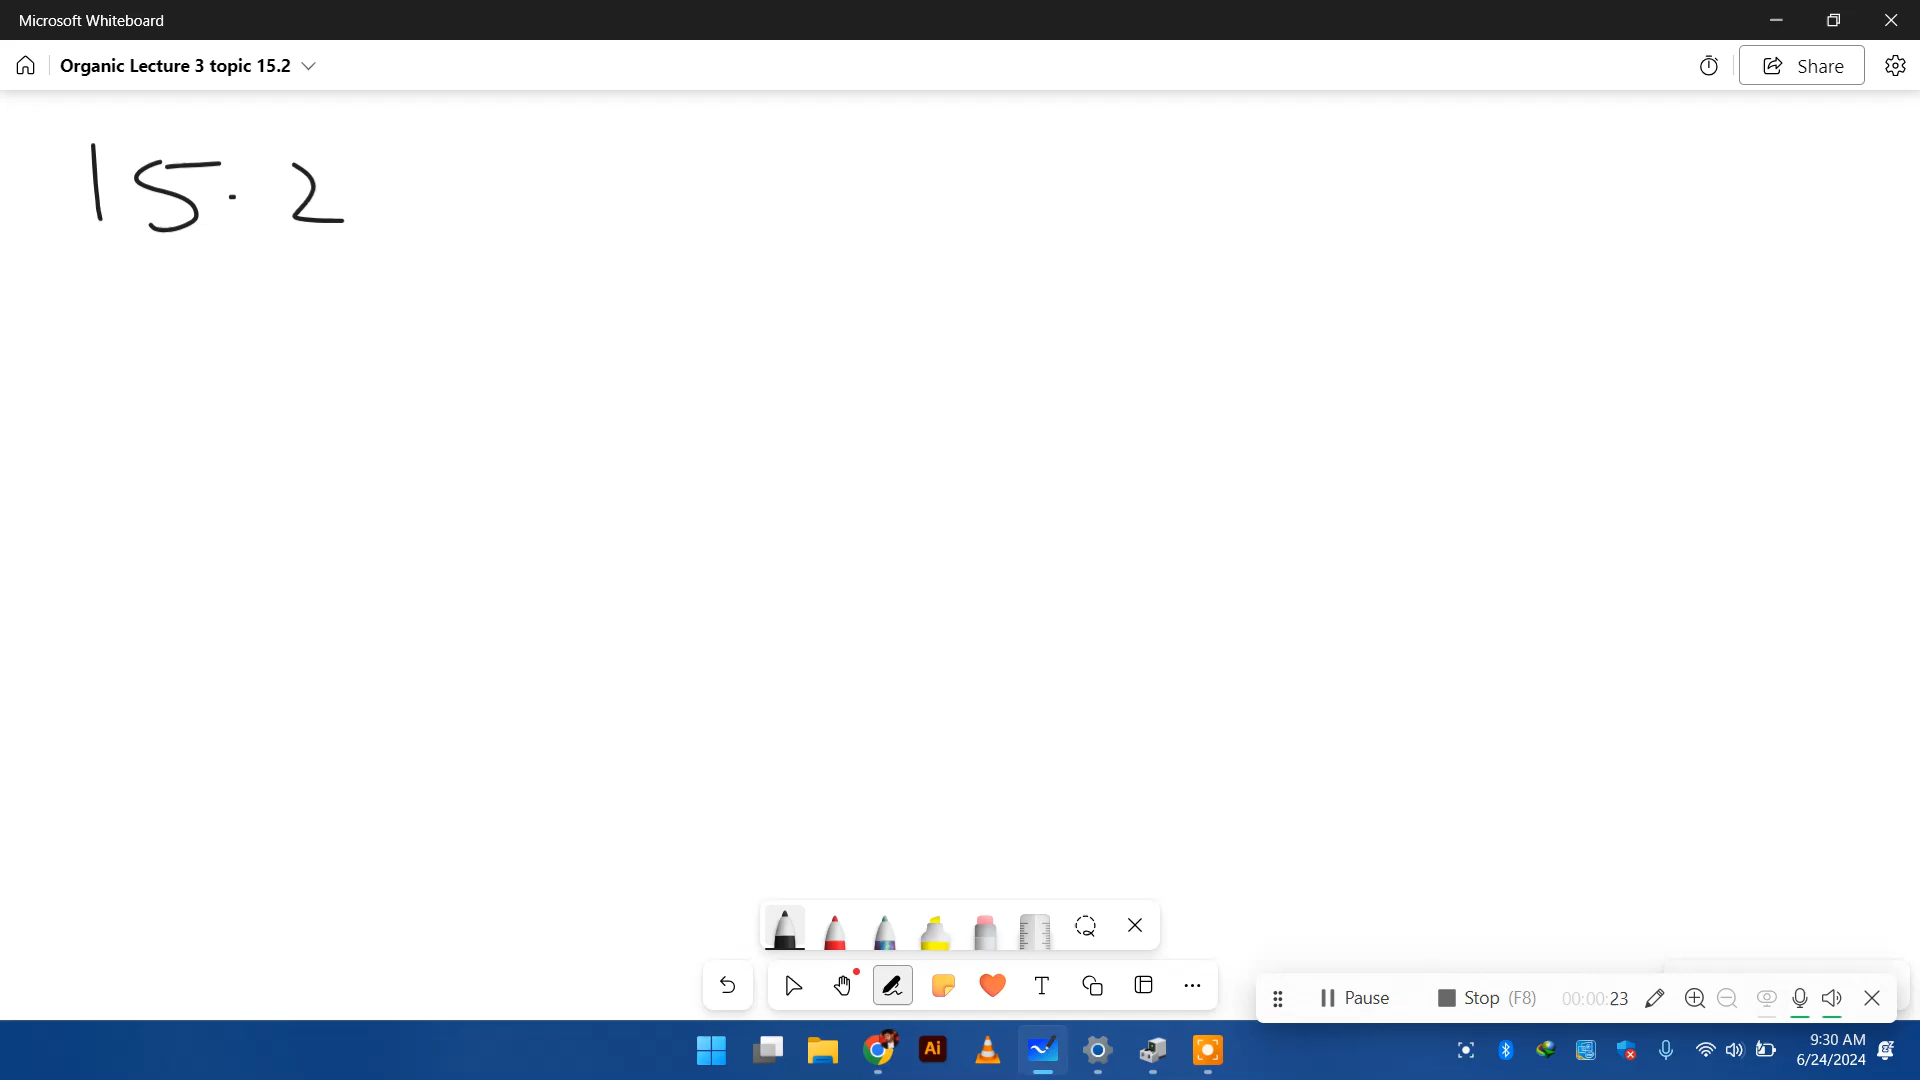 Microsoft Whiteboard
Organic Lecture 3 topic 15.2
Share
15.2
T
Pause
Stop (F8)
00:00:23
Ai
9:30 AM
6/24/2024